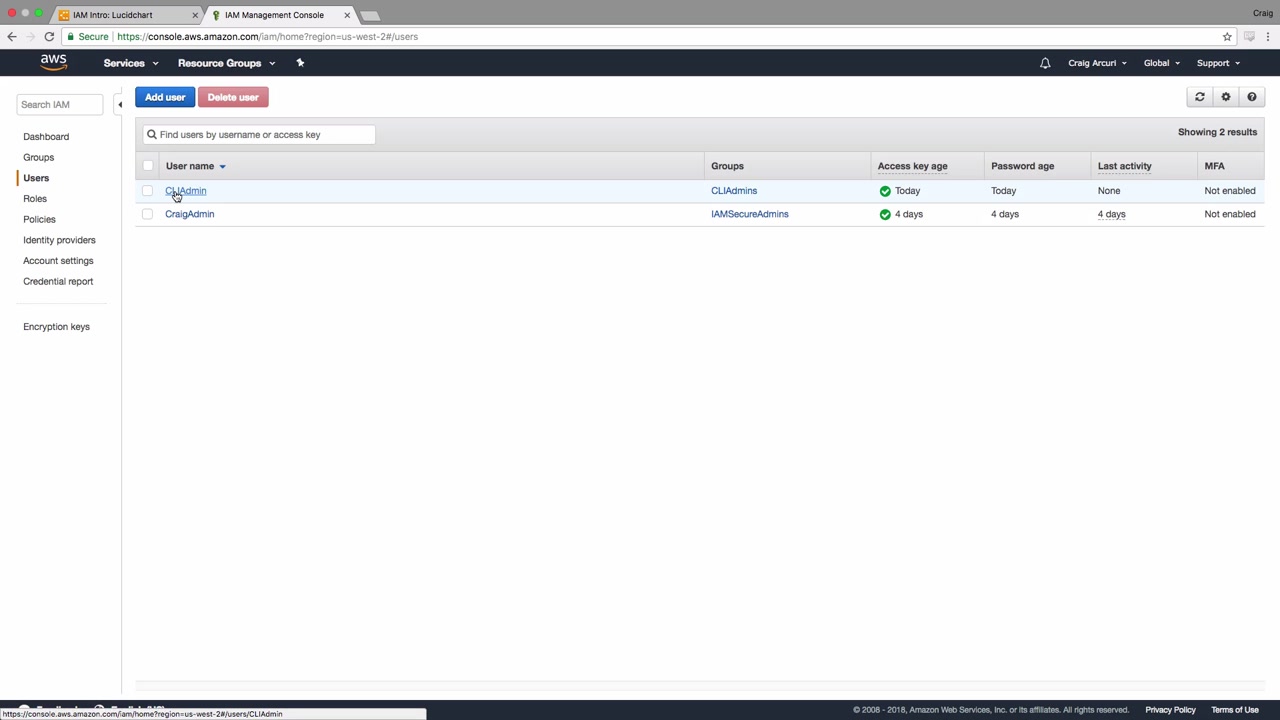 IAM Intro: Lucidchart
IAM Management Console
Craig
Secure https://console.aws.amazon.com/iam/home?region=us-west-2#/users
aws Services Resource Groups Craig Arcuri Global Support
Search IAM
Add user Delete user
Dashboard
Groups
Users
Roles
Policies
Identity providers
Account settings
Credential report
Encryption keys
Find users by username or access key
Showing 2 results
User name Groups Access key age Password age Last activity MFA
CLIAdmin CLIAdmins Today Today None Not enabled
CraigAdmin IAMSecureAdmins 4 days 4 days 4 days Not enabled
https://console.aws.amazon.com/iam/home?region=us-west-2#/users/CLIAdmin
© 2008 - 2018, Amazon Web Services, Inc. or its affiliates. All rights reserved. Privacy Policy Terms of Use